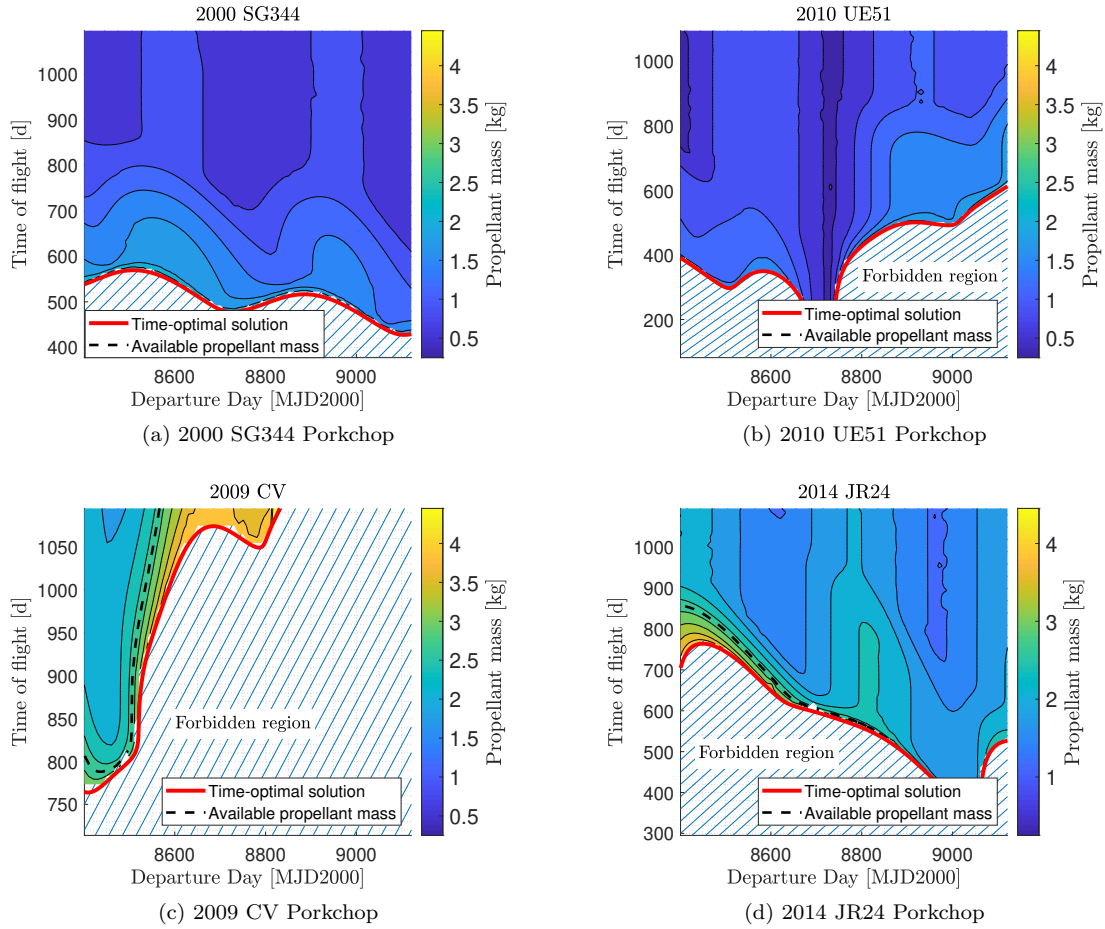 2000 SG344
Time of flight [d]
1000
900
800
700
600
500
400
8600
8800
9000
Departure Day [MJD2000]
Time-optimal solution
Available propellant mass
4
3.5
3
2.5
2
1.5
1
0.5
Propellant mass [kg]
(a) 2000 SG344 Porkchop
2010 UE51
Time of flight [d]
1000
800
600
400
200
8600
8800
9000
Departure Day [MJD2000]
Forbidden region
Time-optimal solution
Available propellant mass
4
3.5
3
2.5
2
1.5
1
0.5
Propellant mass [kg]
(b) 2010 UE51 Porkchop
2009 CV
Time of flight [d]
1050
1000
950
900
850
800
750
8600
8800
9000
Departure Day [MJD2000]
Forbidden region
Time-optimal solution
Available propellant mass
4
3.5
3
2.5
2
1.5
1
0.5
Propellant mass [kg]
(c) 2009 CV Porkchop
2014 JR24
Time of flight [d]
1000
900
800
700
600
500
400
300
8600
8800
9000
Departure Day [MJD2000]
Forbidden region
Time-optimal solution
Available propellant mass
4
3.5
3
2.5
2
1.5
1
Propellant mass [kg]
(d) 2014 JR24 Porkchop